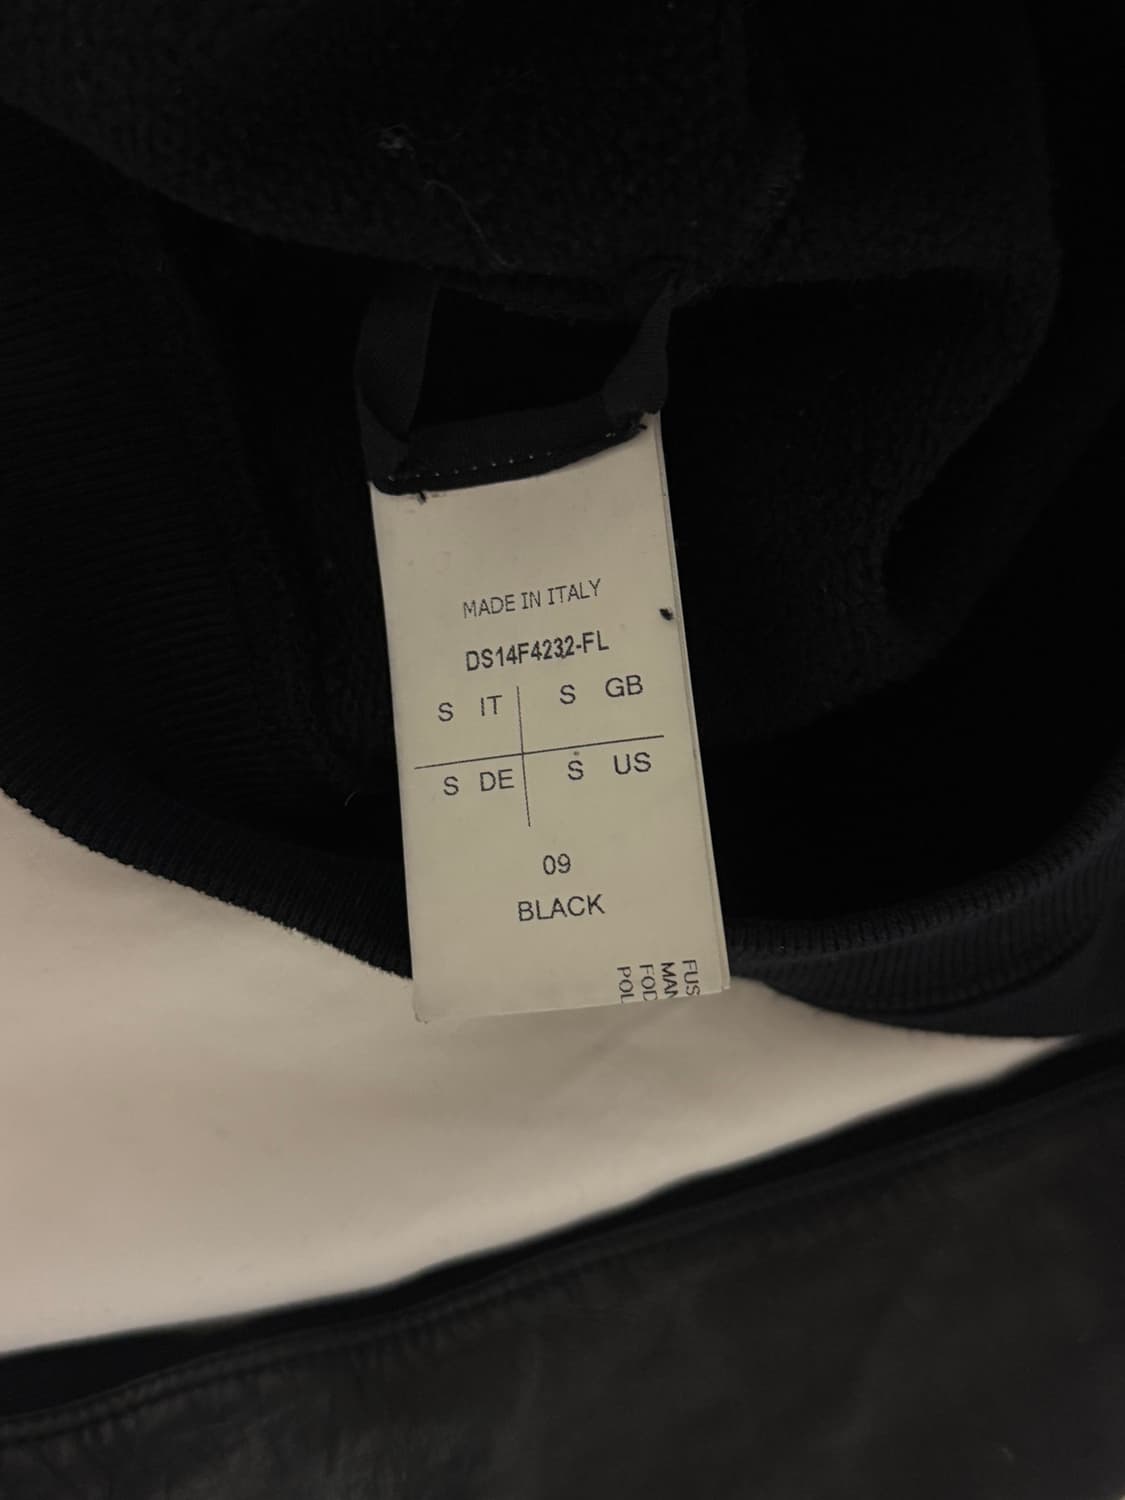 MADE IN ITALY
DS14F4232-FL
S IT S GB
S DE S US
09
BLACK
FUS
MAN
FOD
POL